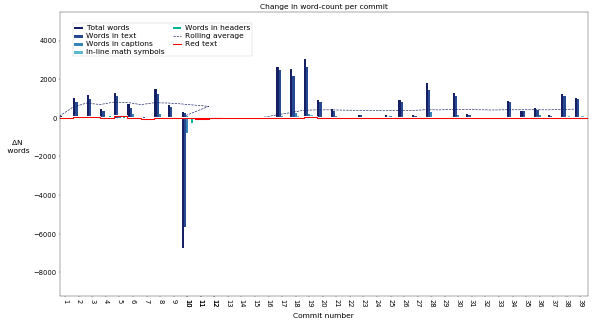 Change in word-count per commit
Total words
Words in text
Words in captions
in-line math symbols
Words in headers
Rolling average
Red text
4000
2000
0
−2000
−4000
−6000
−8000
ΔN
words
1 2 3 4 5 6 7 8 9 10 11 12 13 14 15 16 17 18 19 20 21 22 23 24 25 26 27 28 29 30 31 32 33 34 35 36 37 38 39
Commit number